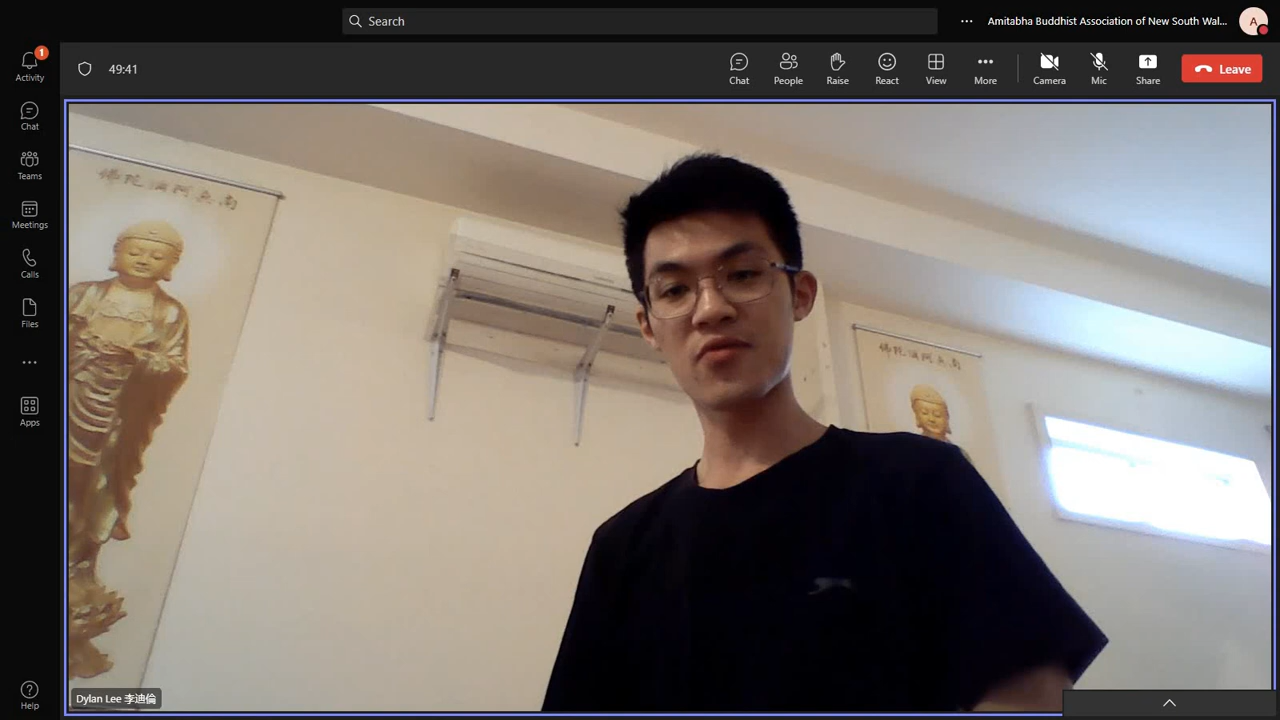 Search
Amitabha Buddhist Association of New South Wal...
A
1
Activity
Chat
Teams
Meetings
Calls
Files
Apps
Help
49:41
Chat
People
Raise
React
View
More
Camera
Mic
Share
Leave
佛陀彌阿無南
佛陀彌阿無南
Dylan Lee 李迪倫